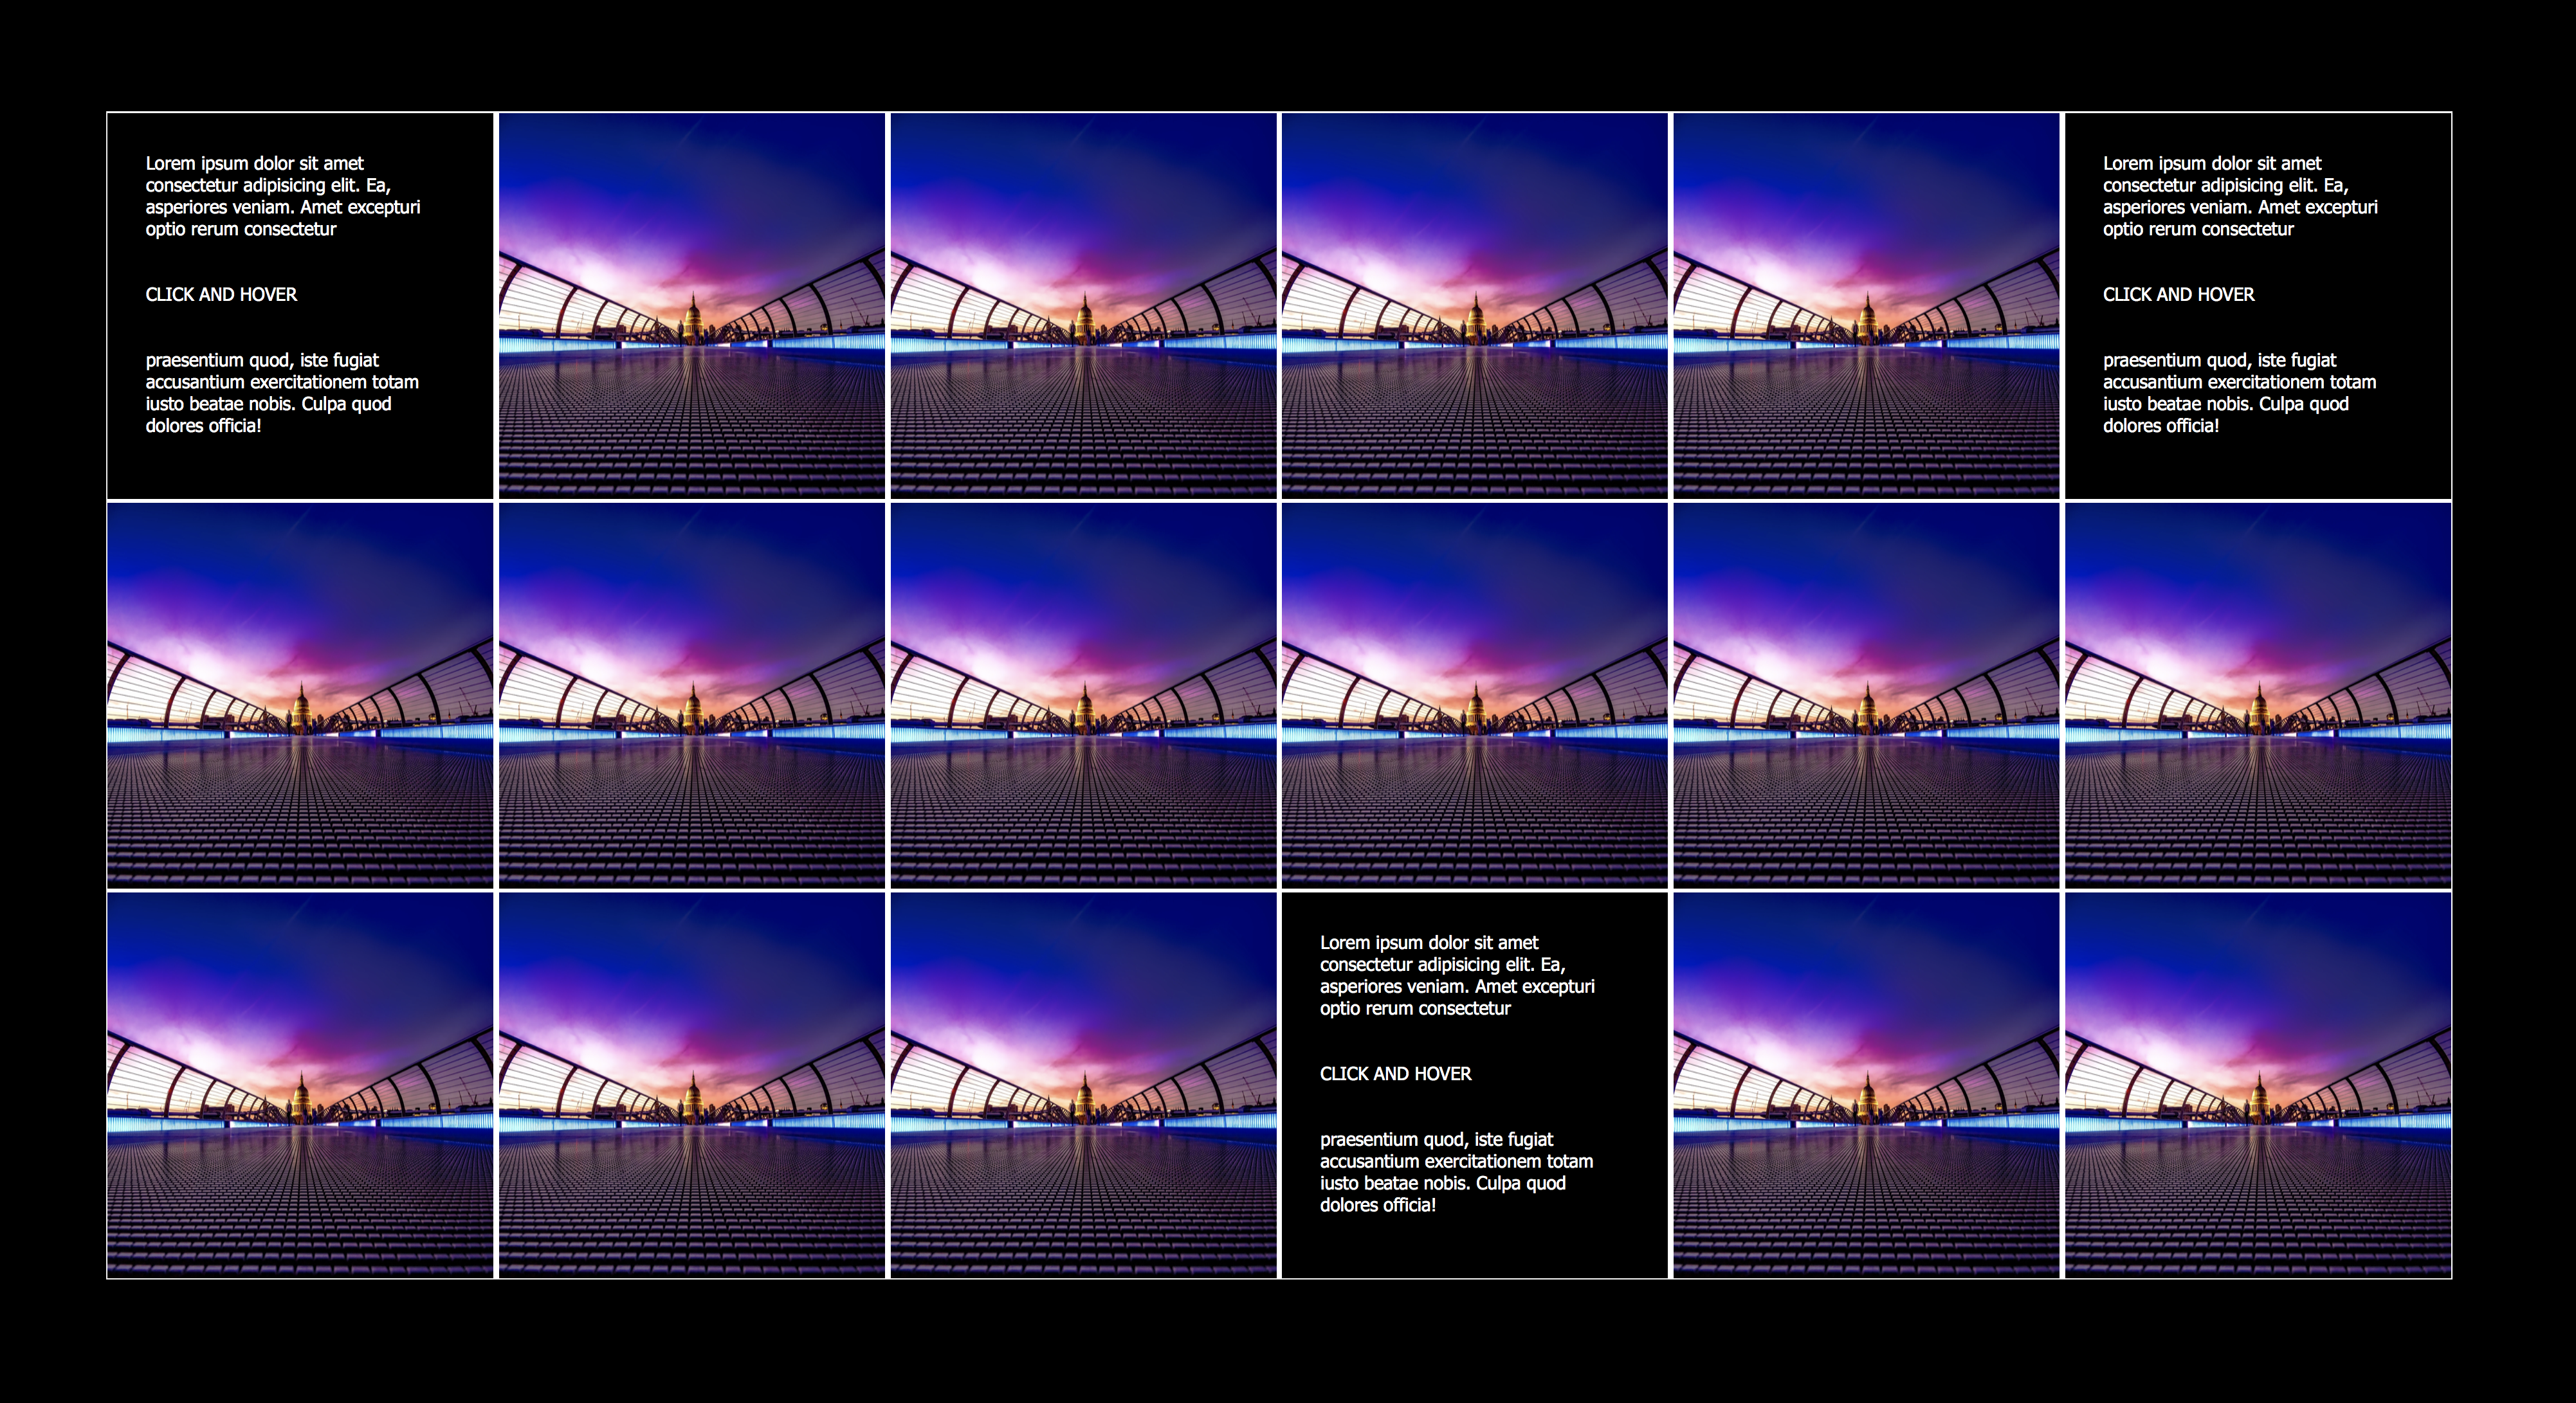 Lorem ipsum dolor sit amet
consectetur adipisicing elit. Ea,
asperiores veniam. Amet excepturi
optio rerum consectetur
CLICK AND HOVER
praesentium quod, iste fugiat
accusantium exercitationem totam
iusto beatae nobis. Culpa quod
dolores officia!
Lorem ipsum dolor sit amet
consectetur adipisicing elit. Ea,
asperiores veniam. Amet excepturi
optio rerum consectetur
CLICK AND HOVER
praesentium quod, iste fugiat
accusantium exercitationem totam
iusto beatae nobis. Culpa quod
dolores officia!
Lorem ipsum dolor sit amet
consectetur adipisicing elit. Ea,
asperiores veniam. Amet excepturi
optio rerum consectetur
CLICK AND HOVER
praesentium quod, iste fugiat
accusantium exercitationem totam
iusto beatae nobis. Culpa quod
dolores officia!